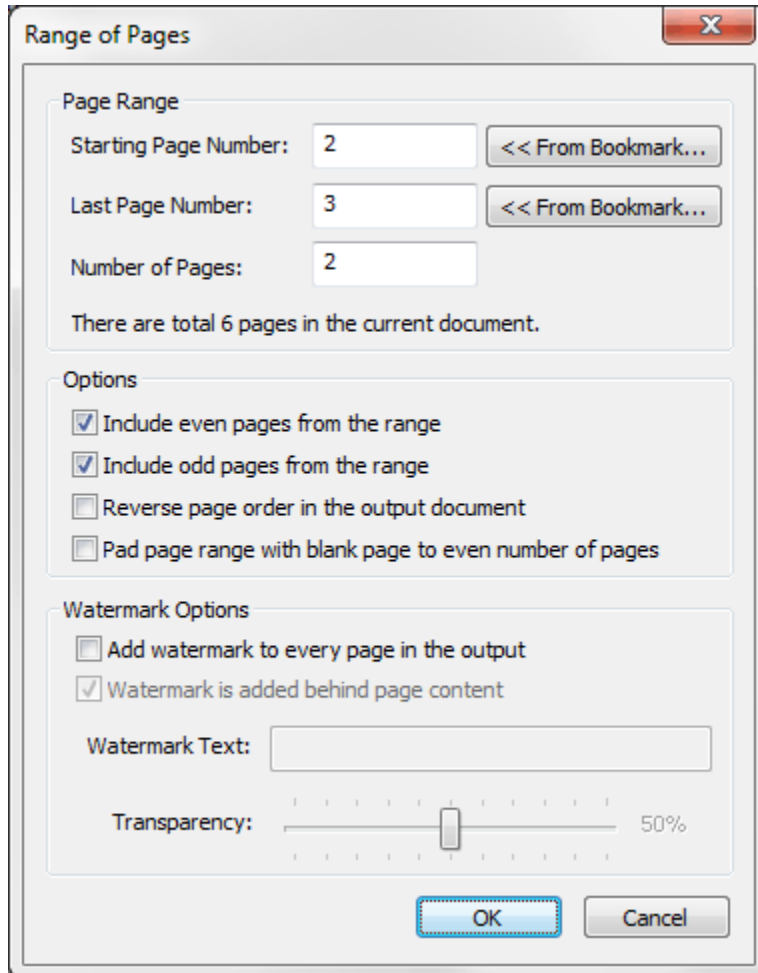 Range of Pages
Page Range
Starting Page Number: 2 << From Bookmark...
Last Page Number: 3 << From Bookmark...
Number of Pages: 2
There are total 6 pages in the current document.
Options
Include even pages from the range
Include odd pages from the range
Reverse page order in the output document
Pad page range with blank page to even number of pages
Watermark Options
Add watermark to every page in the output
Watermark is added behind page content
Watermark Text:
Transparency: 50%
OK Cancel